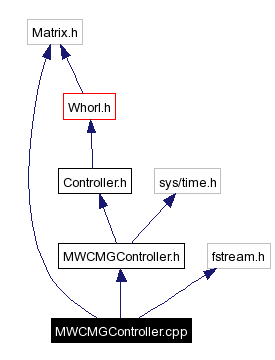 Matrix.h
Whorl.h
Controller.h
sys/time.h
MWCMGController.h
fstream.h
MWCMGController.cpp